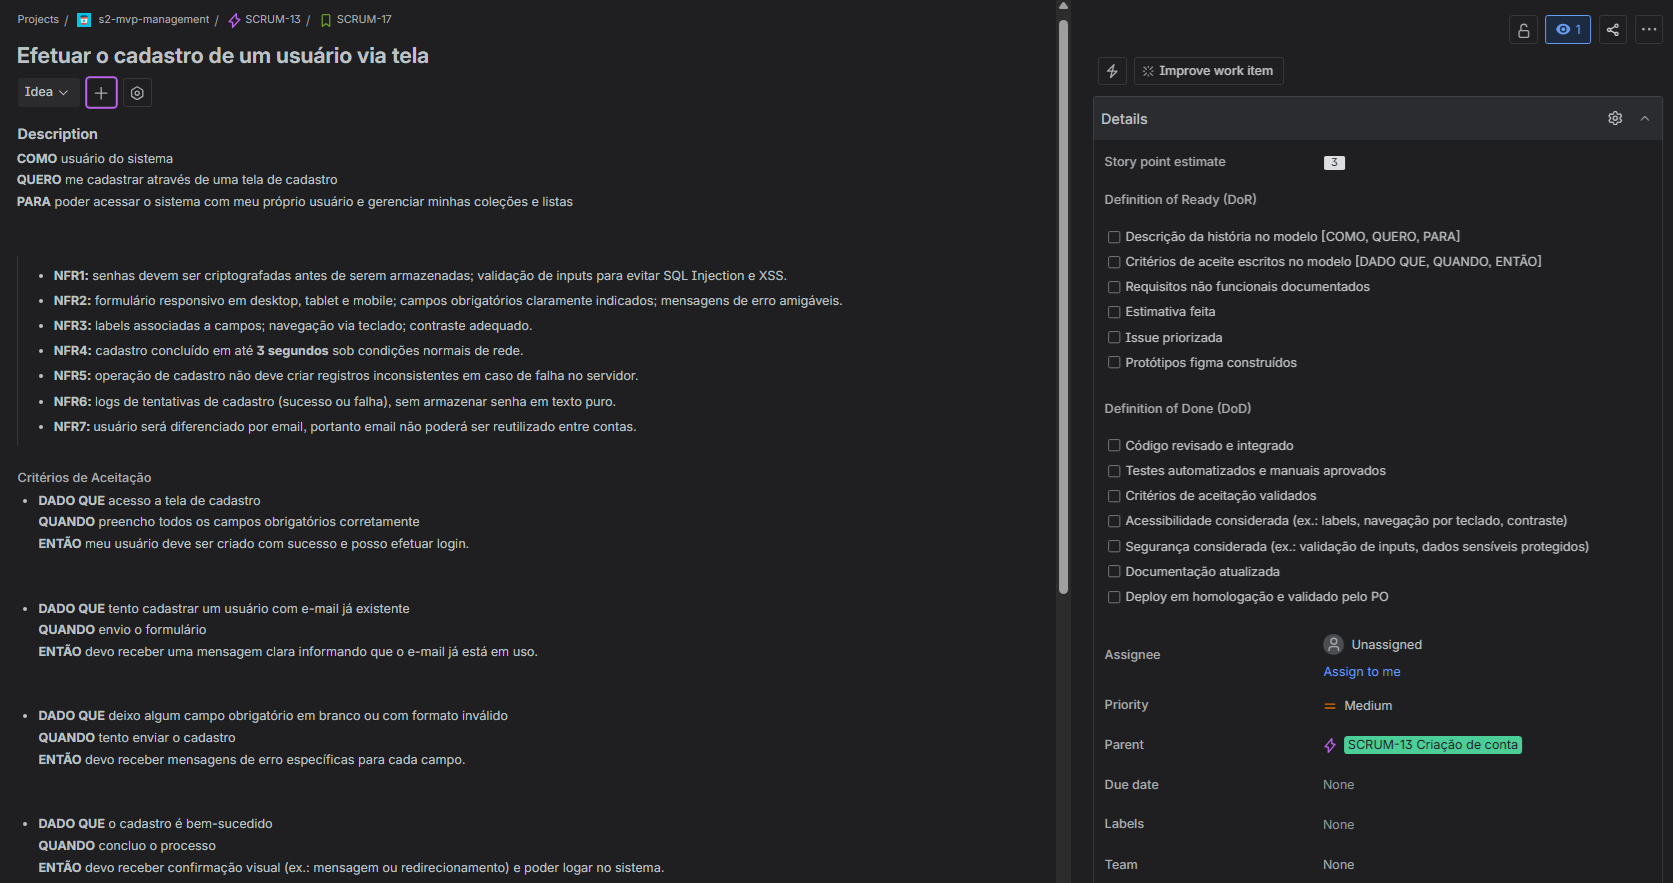 Projects / s2-mvp-management / SCRUM-13 / SCRUM-17
Efetuar o cadastro de um usuário via tela
Idea
Description
COMO usuário do sistema
QUERO me cadastrar através de uma tela de cadastro
PARA poder acessar o sistema com meu próprio usuário e gerenciar minhas coleções e listas
• NFR1: senhas devem ser criptografadas antes de serem armazenadas; validação de inputs para evitar SQL Injection e XSS.
• NFR2: formulário responsivo em desktop, tablet e mobile; campos obrigatórios claramente indicados; mensagens de erro amigáveis.
• NFR3: labels associadas a campos; navegação via teclado; contraste adequado.
• NFR4: cadastro concluído em até 3 segundos sob condições normais de rede.
• NFR5: operação de cadastro não deve criar registros inconsistentes em caso de falha no servidor.
• NFR6: logs de tentativas de cadastro (sucesso ou falha), sem armazenar senha em texto puro.
• NFR7: usuário será diferenciado por email, portanto email não poderá ser reutilizado entre contas.
Critérios de Aceitação
• DADO QUE acesso a tela de cadastro
QUANDO preencho todos os campos obrigatórios corretamente
ENTÃO meu usuário deve ser criado com sucesso e posso efetuar login.
• DADO QUE tento cadastrar um usuário com e-mail já existente
QUANDO envio o formulário
ENTÃO devo receber uma mensagem clara informando que o e-mail já está em uso.
• DADO QUE deixo algum campo obrigatório em branco ou com formato inválido
QUANDO tento enviar o cadastro
ENTÃO devo receber mensagens de erro específicas para cada campo.
• DADO QUE o cadastro é bem-sucedido
QUANDO concluo o processo
ENTÃO devo receber confirmação visual (ex.: mensagem ou redirecionamento) e poder logar no sistema.
1
Improve work item
Details
Story point estimate 3
Definition of Ready (DoR)
Descrição da história no modelo [COMO, QUERO, PARA]
Critérios de aceite escritos no modelo [DADO QUE, QUANDO, ENTÃO]
Requisitos não funcionais documentados
Estimativa feita
Issue priorizada
Protótipos figma construídos
Definition of Done (DoD)
Código revisado e integrado
Testes automatizados e manuais aprovados
Critérios de aceitação validados
Acessibilidade considerada (ex.: labels, navegação por teclado, contraste)
Segurança considerada (ex.: validação de inputs, dados sensíveis protegidos)
Documentação atualizada
Deploy em homologação e validado pelo PO
Assignee Unassigned
Assign to me
Priority Medium
Parent SCRUM-13 Criação de conta
Due date None
Labels None
Team None